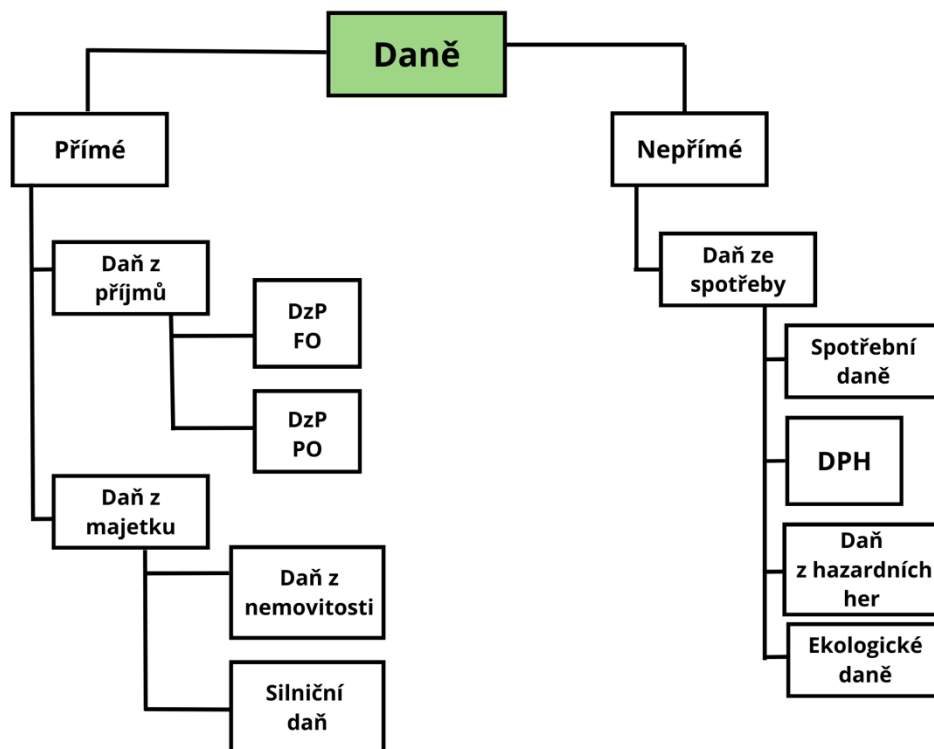 Daně
Přímé
Nepřímé
Daň z
příjmů
DzP
FO
DzP
PO
Daň z
majetku
Daň z
nemovitosti
Silniční
daň
Daň ze
spotřeby
Spotřební
daně
DPH
Daň
z hazardních
her
Ekologické
daně